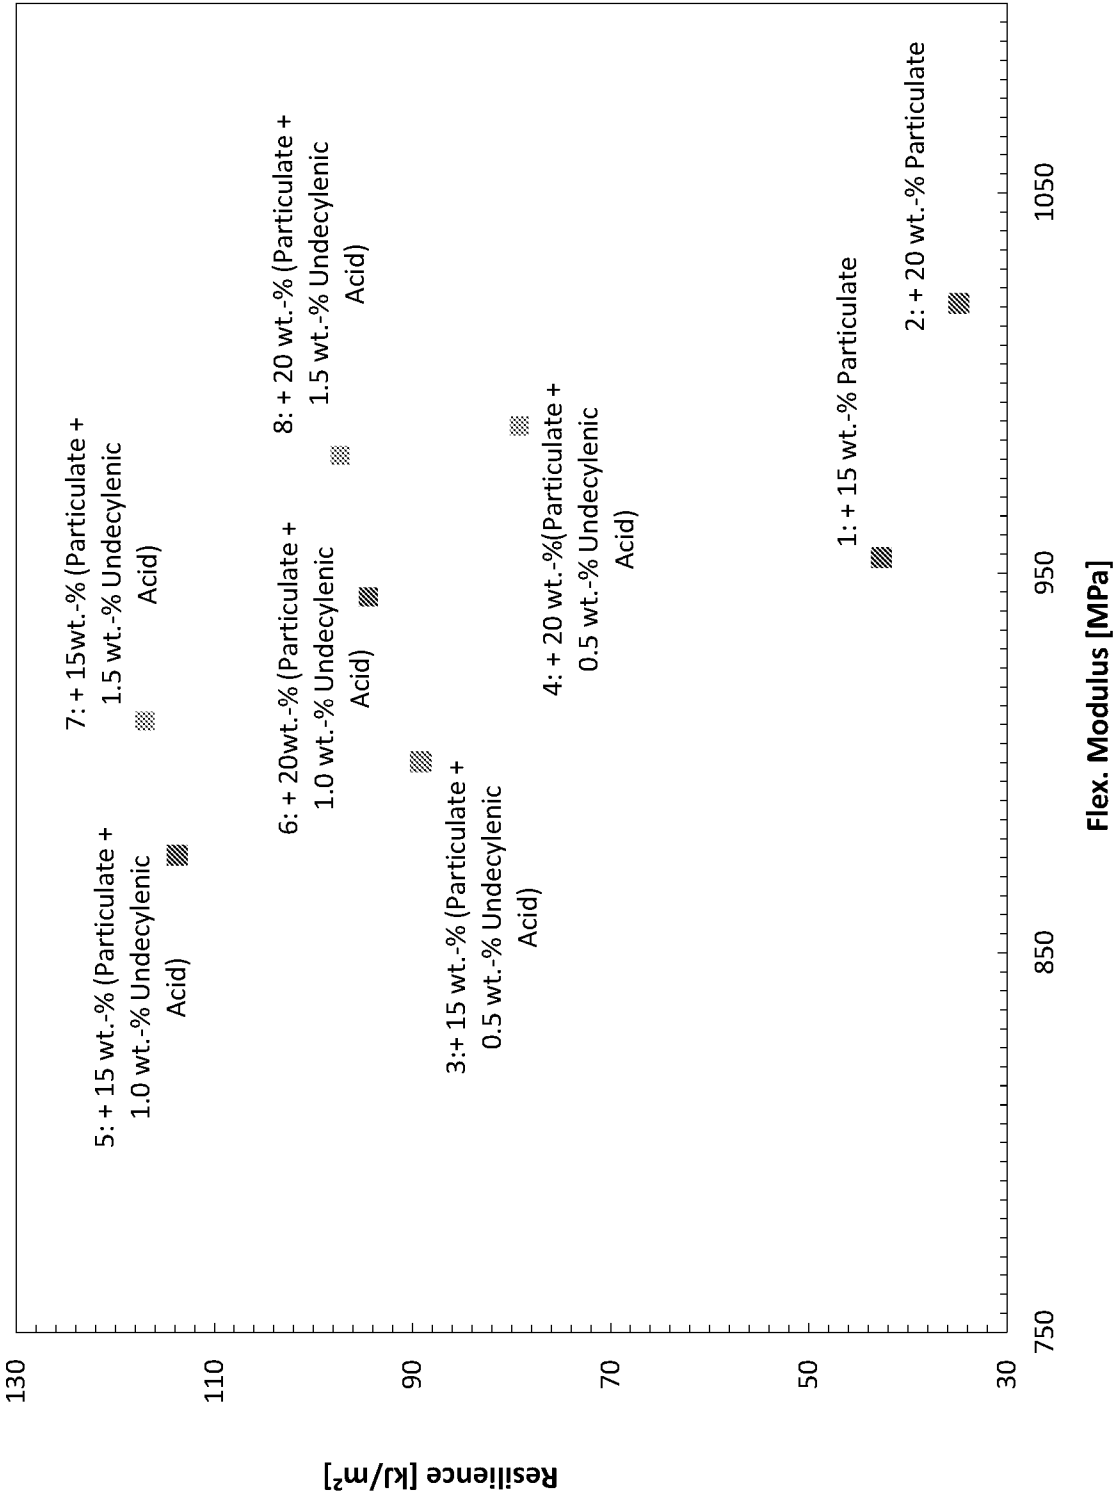 130
110
90
70
50
30
Resilience [kJ/m²]
750
850
950
1050
Flex. Modulus [MPa]
7: + 15wt.-% (Particulate +
1.5 wt.-% Undecylenic
Acid)
5: + 15 wt.-% (Particulate +
1.0 wt.-% Undecylenic
Acid)
8: + 20 wt.-% (Particulate +
1.5 wt.-% Undecylenic
Acid)
6: + 20wt.-% (Particulate +
1.0 wt.-% Undecylenic
Acid)
3:+ 15 wt.-% (Particulate +
0.5 wt.-% Undecylenic
Acid)
4: + 20 wt.-%(Particulate +
0.5 wt.-% Undecylenic
Acid)
1: + 15 wt.-% Particulate
2: + 20 wt.-% Particulate